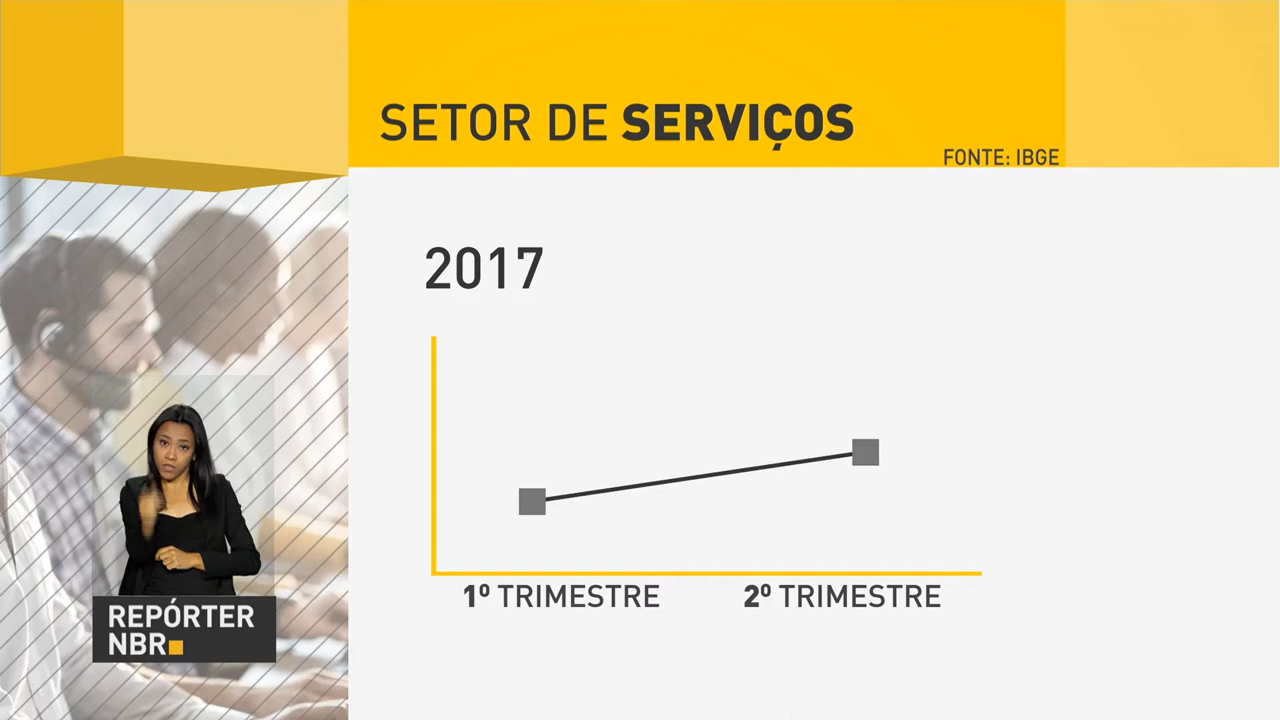 SETOR DE SERVIÇOS
FONTE: IBGE
2017
1º TRIMESTRE
2º TRIMESTRE
REPÓRTER
NBR